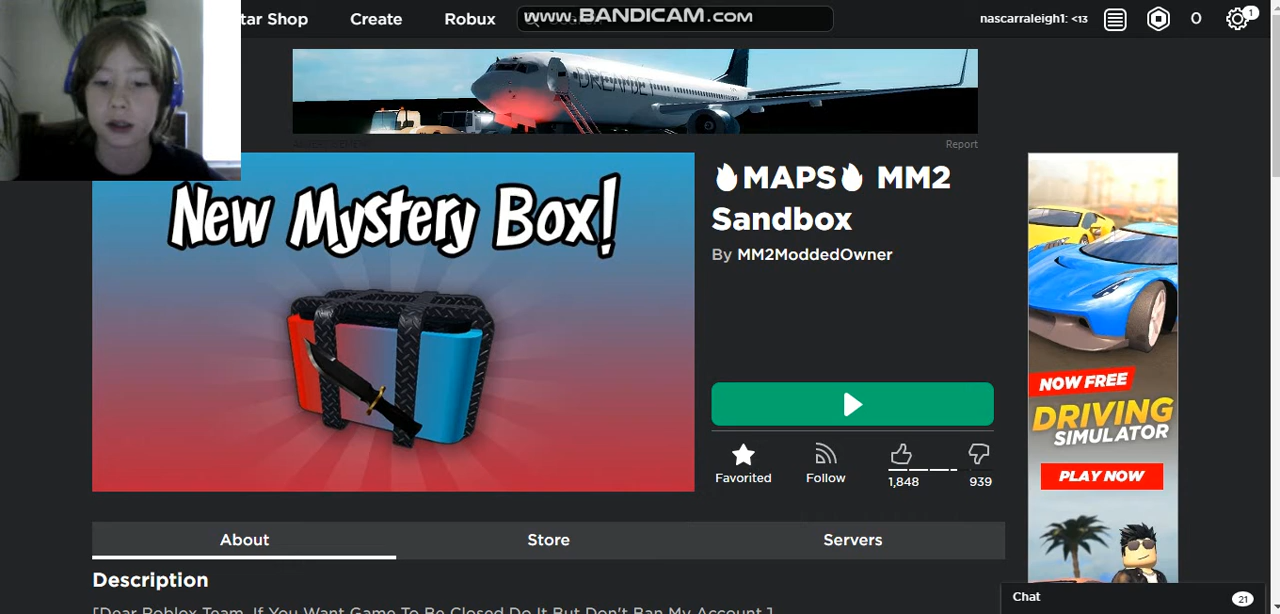 tar Shop Create Robux WWW.BANDICAM.COM nascarraleigh1: <13 0 1
DREAMJET
ADVERTISEMENT Report
New Mystery Box!
🔥MAPS🔥 MM2
Sandbox
By MM2ModdedOwner
NOW FREE
DRIVING
SIMULATOR
PLAY NOW
Favorited Follow 1,848 939
About Store Servers
Description
[Dear Roblox Team, If You Want Game To Be Closed Do It But Don't Ban My Account ]
Chat 21